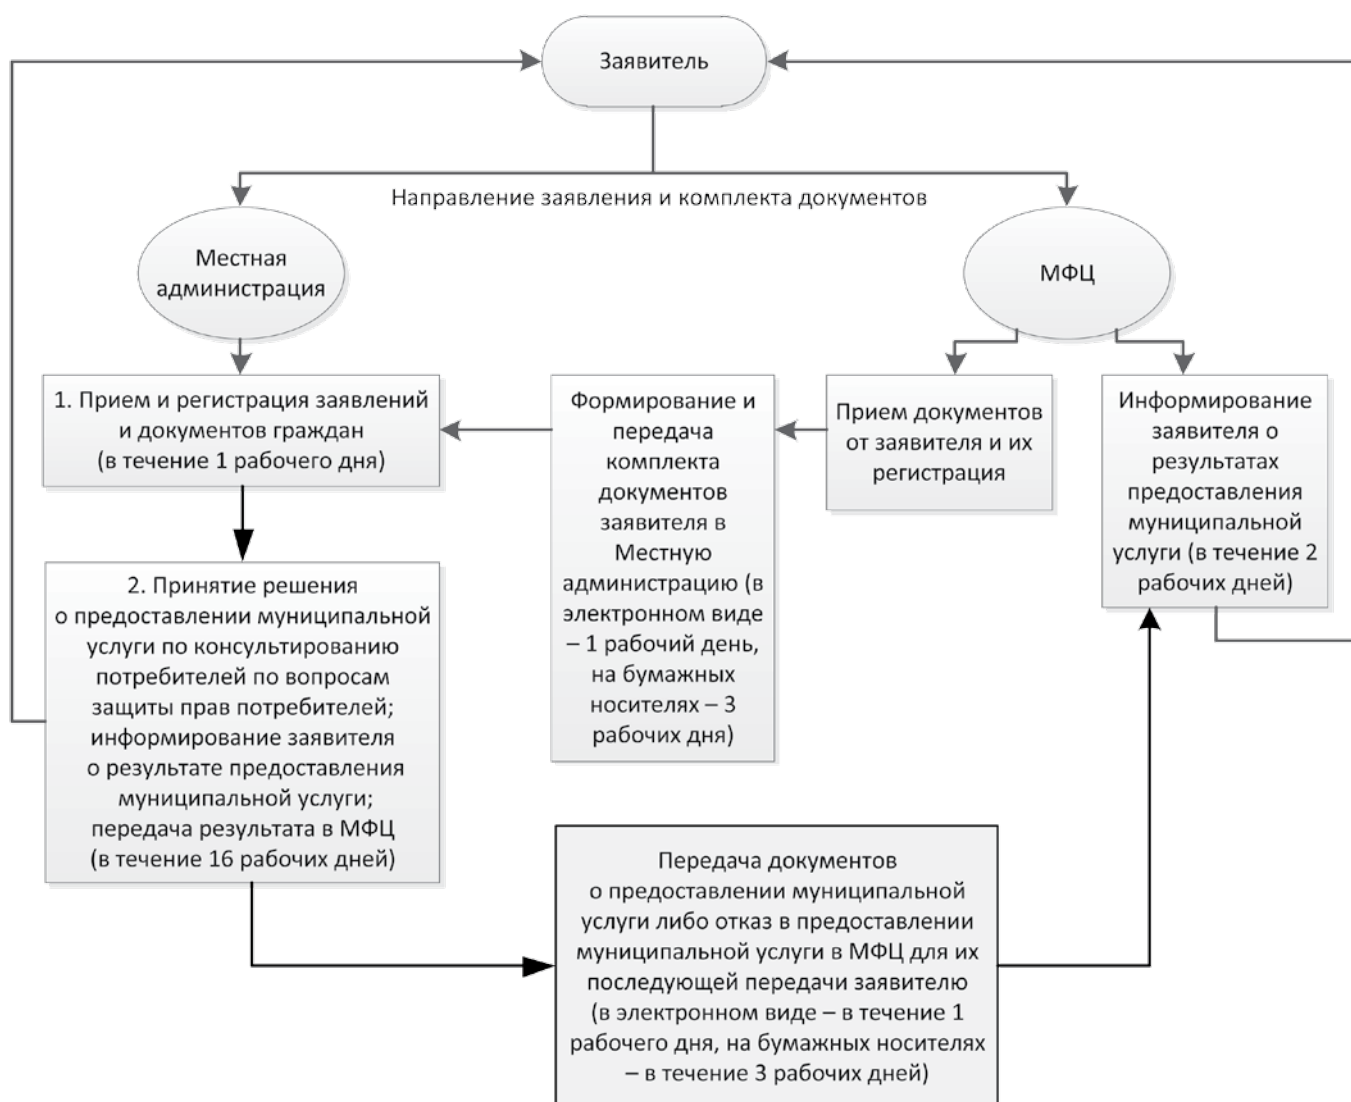 Заявитель
Направление заявления и комплекта документов
Местная
администрация
МФЦ
1. Прием и регистрация заявлений
и документов граждан
(в течение 1 рабочего дня)
Формирование и
передача
комплекта
документов
заявителя в
Местную
администрацию (в
электронном виде
– 1 рабочий день,
на бумажных
носителях – 3
рабочих дня)
Прием документов
от заявителя и их
регистрация
Информирование
заявителя о
результатах
предоставления
муниципальной
услуги (в течение 2
рабочих дней)
2. Принятие решения
о предоставлении муниципальной
услуги по консультированию
потребителей по вопросам
защиты прав потребителей;
информирование заявителя
о результате предоставления
муниципальной услуги;
передача результата в МФЦ
(в течение 16 рабочих дней)
Передача документов
о предоставлении муниципальной
услуги либо отказ в предоставлении
муниципальной услуги в МФЦ для их
последующей передачи заявителю
(в электронном виде – в течение 1
рабочего дня, на бумажных носителях
– в течение 3 рабочих дней)